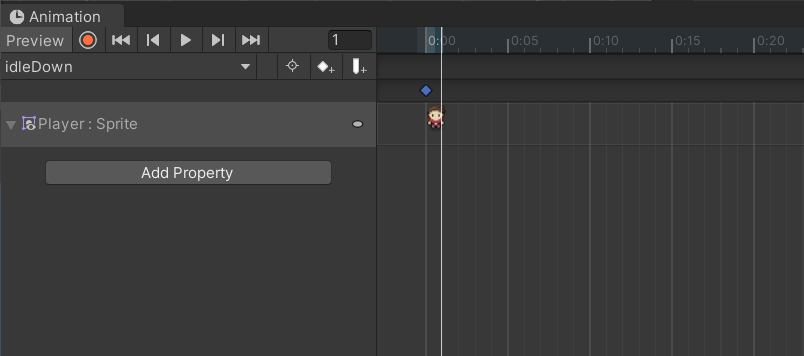 Animation
Preview 1 0:00 0:05 0:10 0:15 0:20
idleDown
Player : Sprite
Add Property